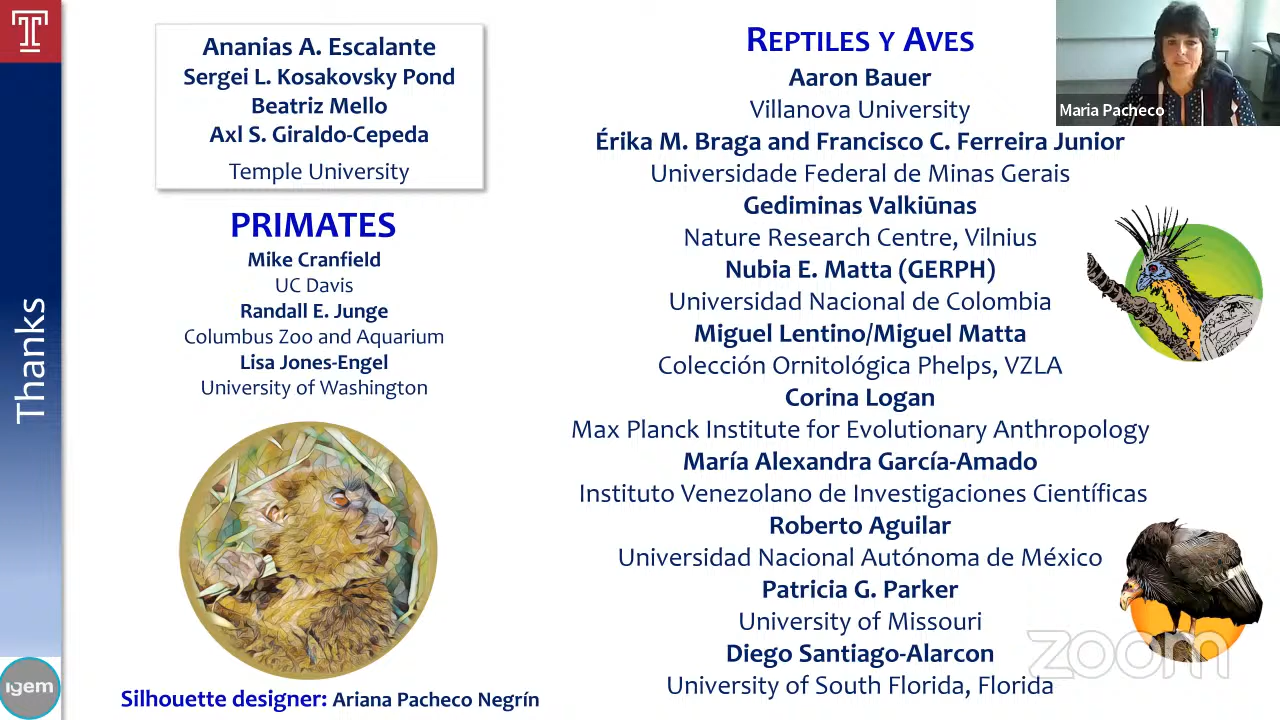 Thanks
igem
Ananias A. Escalante
Sergei L. Kosakovsky Pond
Beatriz Mello
Axl S. Giraldo-Cepeda
Temple University
PRIMATES
Mike Cranfield
UC Davis
Randall E. Junge
Columbus Zoo and Aquarium
Lisa Jones-Engel
University of Washington
Silhouette designer: Ariana Pacheco Negrín
REPTILES Y AVES
Aaron Bauer
Villanova University
Érika M. Braga and Francisco C. Ferreira Junior
Universidade Federal de Minas Gerais
Gediminas Valkiūnas
Nature Research Centre, Vilnius
Nubia E. Matta (GERPH)
Universidad Nacional de Colombia
Miguel Lentino/Miguel Matta
Colección Ornitológica Phelps, VZLA
Corina Logan
Max Planck Institute for Evolutionary Anthropology
María Alexandra García-Amado
Instituto Venezolano de Investigaciones Científicas
Roberto Aguilar
Universidad Nacional Autónoma de México
Patricia G. Parker
University of Missouri
Diego Santiago-Alarcon
University of South Florida, Florida
Maria Pacheco
zoom